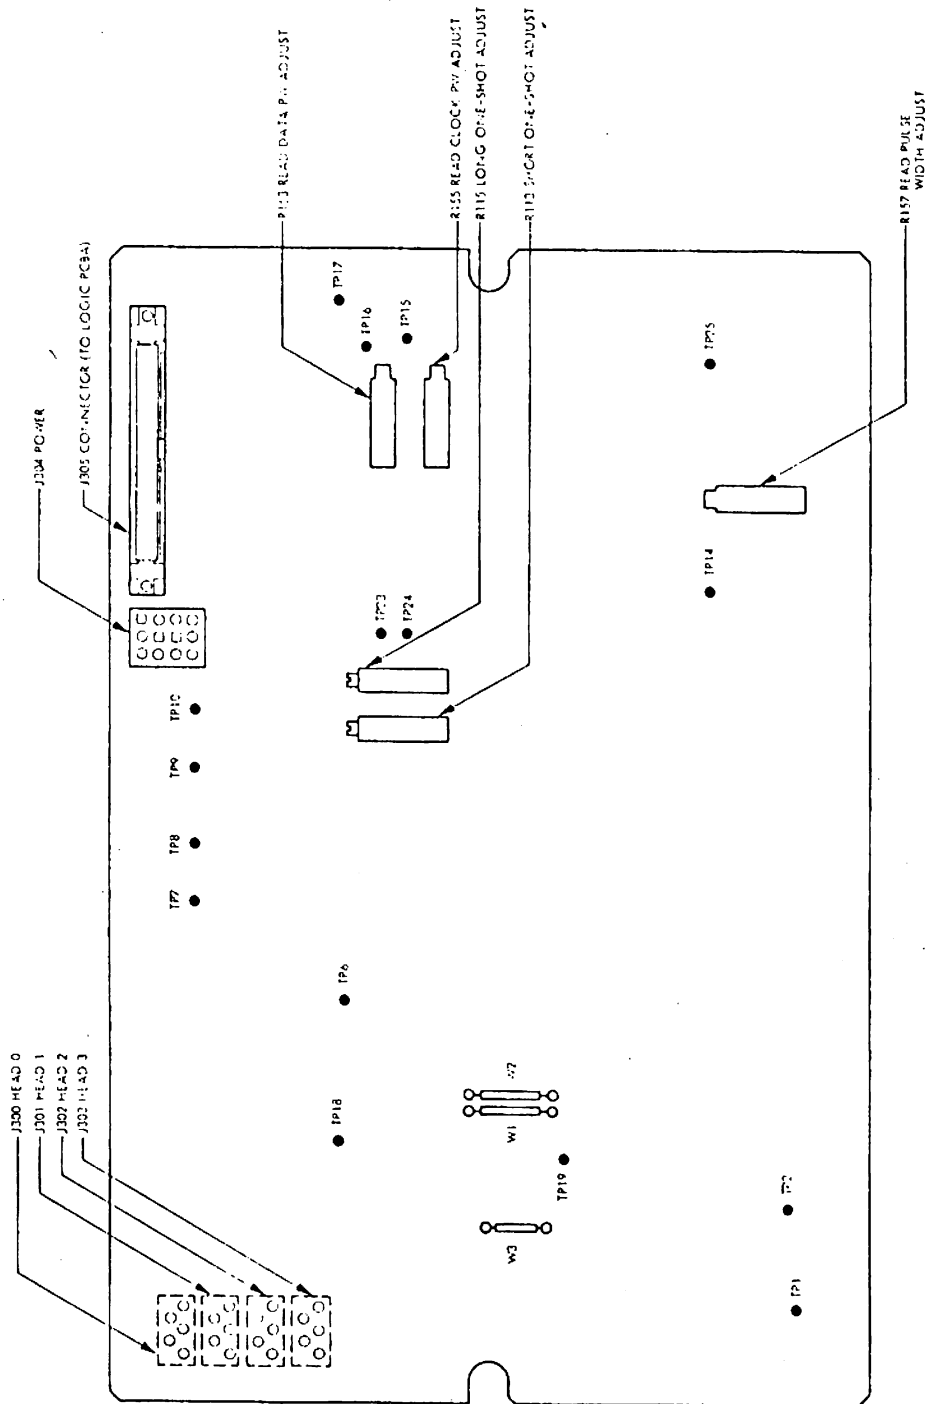 J300 HEAD 0
J301 HEAD 1
J302 HEAD 2
J303 HEAD 3
J304 POWER
J305 CONNECTOR (TO LOGIC PCBA)
READ DATA PW ADJUST
R155 READ CLOCK PW ADJUST
R115 LONG ONE-SHOT ADJUST
R113 SHORT ONE-SHOT ADJUST
R157 READ PULSE
WIDTH ADJUST
TP7
TP8
TP9
TP10
TP17
TP16
TP15
TP23
TP24
TP6
TP18
TP25
TP14
W2
W1
W3
TP19
TP2
TP1